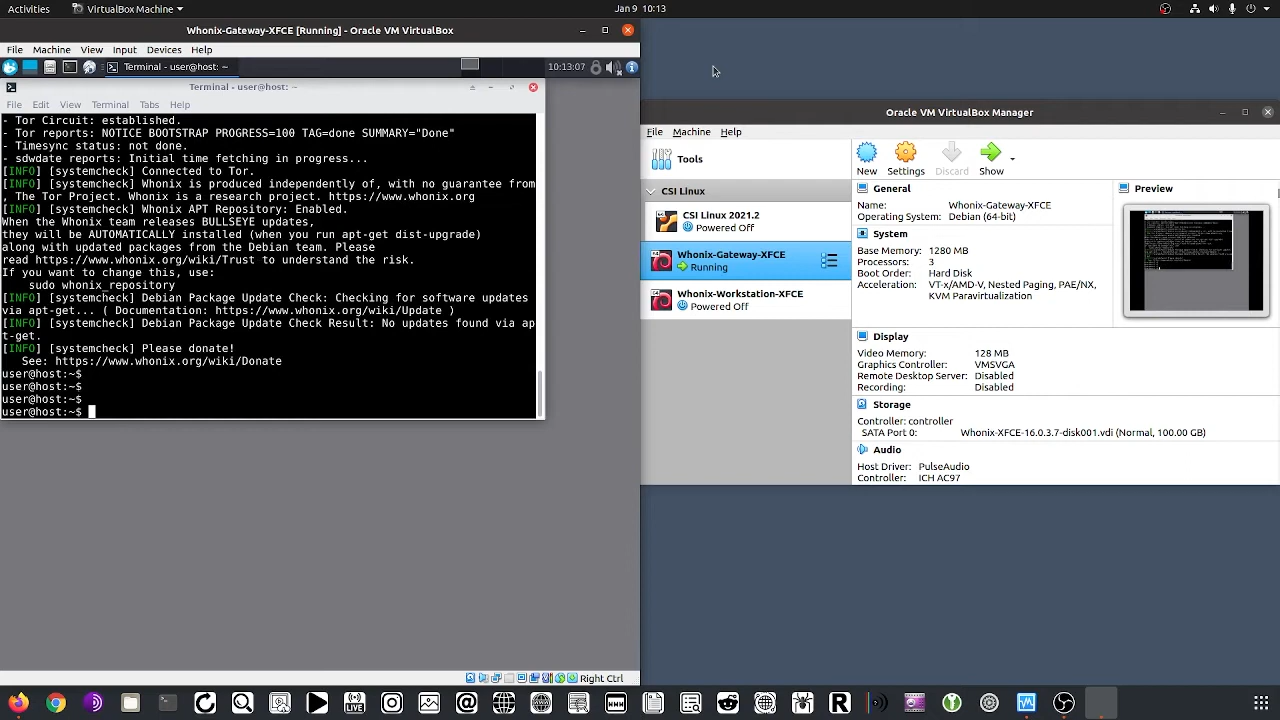 Activities
VirtualBox Machine
Jan 9 10:13
Whonix-Gateway-XFCE [Running] - Oracle VM VirtualBox
File Machine View Input Devices Help
Terminal - user@host: ~
10:13:07
Terminal - user@host: ~
File Edit View Terminal Tabs Help
- Tor Circuit: established.
- Tor reports: NOTICE BOOTSTRAP PROGRESS=100 TAG=done SUMMARY="Done"
- Timesync status: not done.
- sdwdate reports: Initial time fetching in progress...
[INFO] [systemcheck] Connected to Tor.
[INFO] [systemcheck] Whonix is produced independently of, with no guarantee from
, The Tor Project. Whonix is a research project. https://www.whonix.org
[INFO] [systemcheck] Whonix APT Repository: Enabled.
When the Whonix team releases BULLSEYE updates,
they will be AUTOMATICALLY installed (when you run apt-get dist-upgrade)
along with updated packages from the Debian team. Please
read https://www.whonix.org/wiki/Trust to understand the risk.
If you want to change this, use:
sudo whonix_repository
[INFO] [systemcheck] Debian Package Update Check: Checking for software updates
via apt-get... ( Documentation: https://www.whonix.org/wiki/Update )
[INFO] [systemcheck] Debian Package Update Check Result: No updates found via ap
t-get.
[INFO] [systemcheck] Please donate!
See: https://www.whonix.org/wiki/Donate
user@host:~$
user@host:~$
user@host:~$
user@host:~$
Right Ctrl
Oracle VM VirtualBox Manager
File Machine Help
Tools
New Settings Discard Show
CSI Linux
CSI Linux 2021.2
Powered Off
Whonix-Gateway-XFCE
Running
Whonix-Workstation-XFCE
Powered Off
General
Name: Whonix-Gateway-XFCE
Operating System: Debian (64-bit)
System
Base Memory: 1280 MB
Processors: 3
Boot Order: Hard Disk
Acceleration: VT-x/AMD-V, Nested Paging, PAE/NX,
KVM Paravirtualization
Preview
Display
Video Memory: 128 MB
Graphics Controller: VMSVGA
Remote Desktop Server: Disabled
Recording: Disabled
Storage
Controller: controller
SATA Port 0: Whonix-XFCE-16.0.3.7-disk001.vdi (Normal, 100.00 GB)
Audio
Host Driver: PulseAudio
Controller: ICH AC97
LIVE
WWW
R